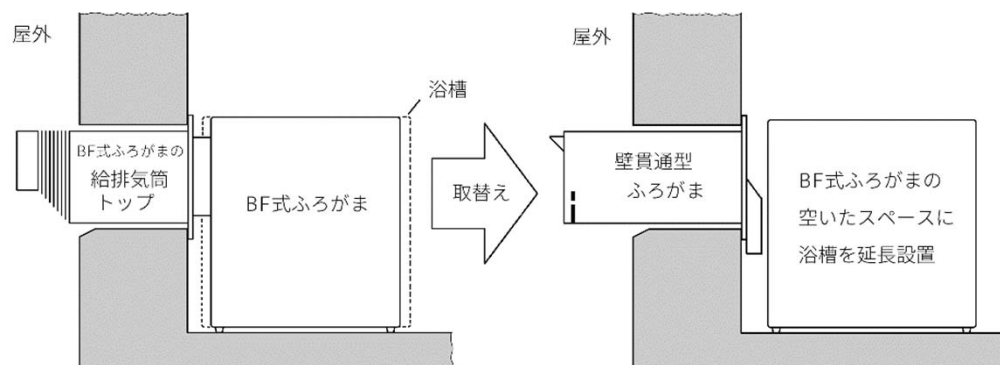 屋外
浴槽
BF式ふろがまの
給排気筒
トップ
BF式ふろがま
取替え
屋外
壁貫通型
ふろがま
BF式ふろがまの
空いたスペースに
浴槽を延長設置